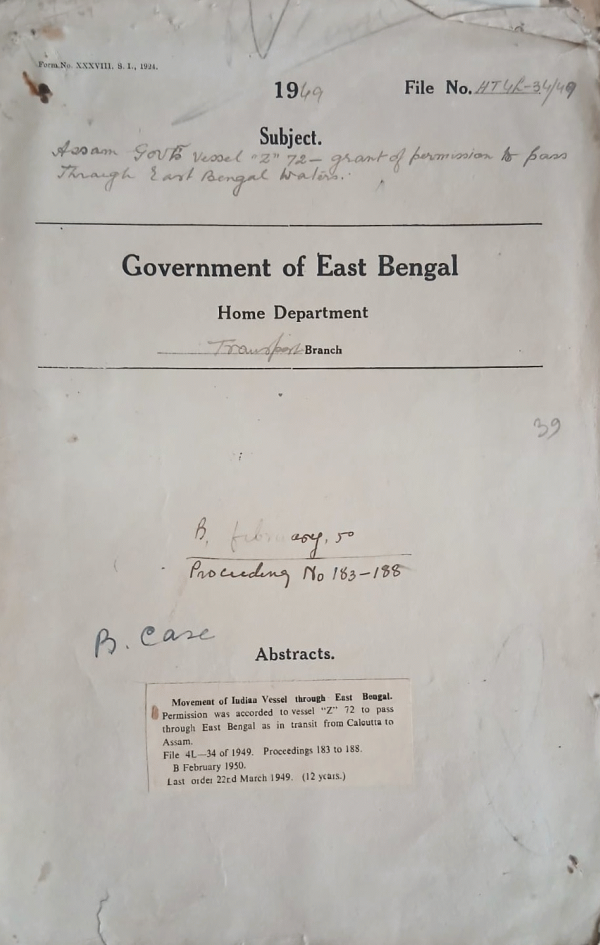 Form No. XXXVIII. S. I., 1924.
1949 File No. HT4L-34/49
Subject.
Assam Govt's Vessel "Z" 72 – grant of permission to pass
Through East Bengal Waters.
Government of East Bengal
Home Department
Transport Branch
39
B, february, 50
Proceeding No 183-188
B. Case
Abstracts.
Movement of Indian Vessel through East Bengal.
Permission was accorded to vessel "Z" 72 to pass
through East Bengal as in transit from Calcutta to
Assam.
File 4L—34 of 1949. Proceedings 183 to 188.
B February 1950.
Last order 22rd March 1949. (12 years.)